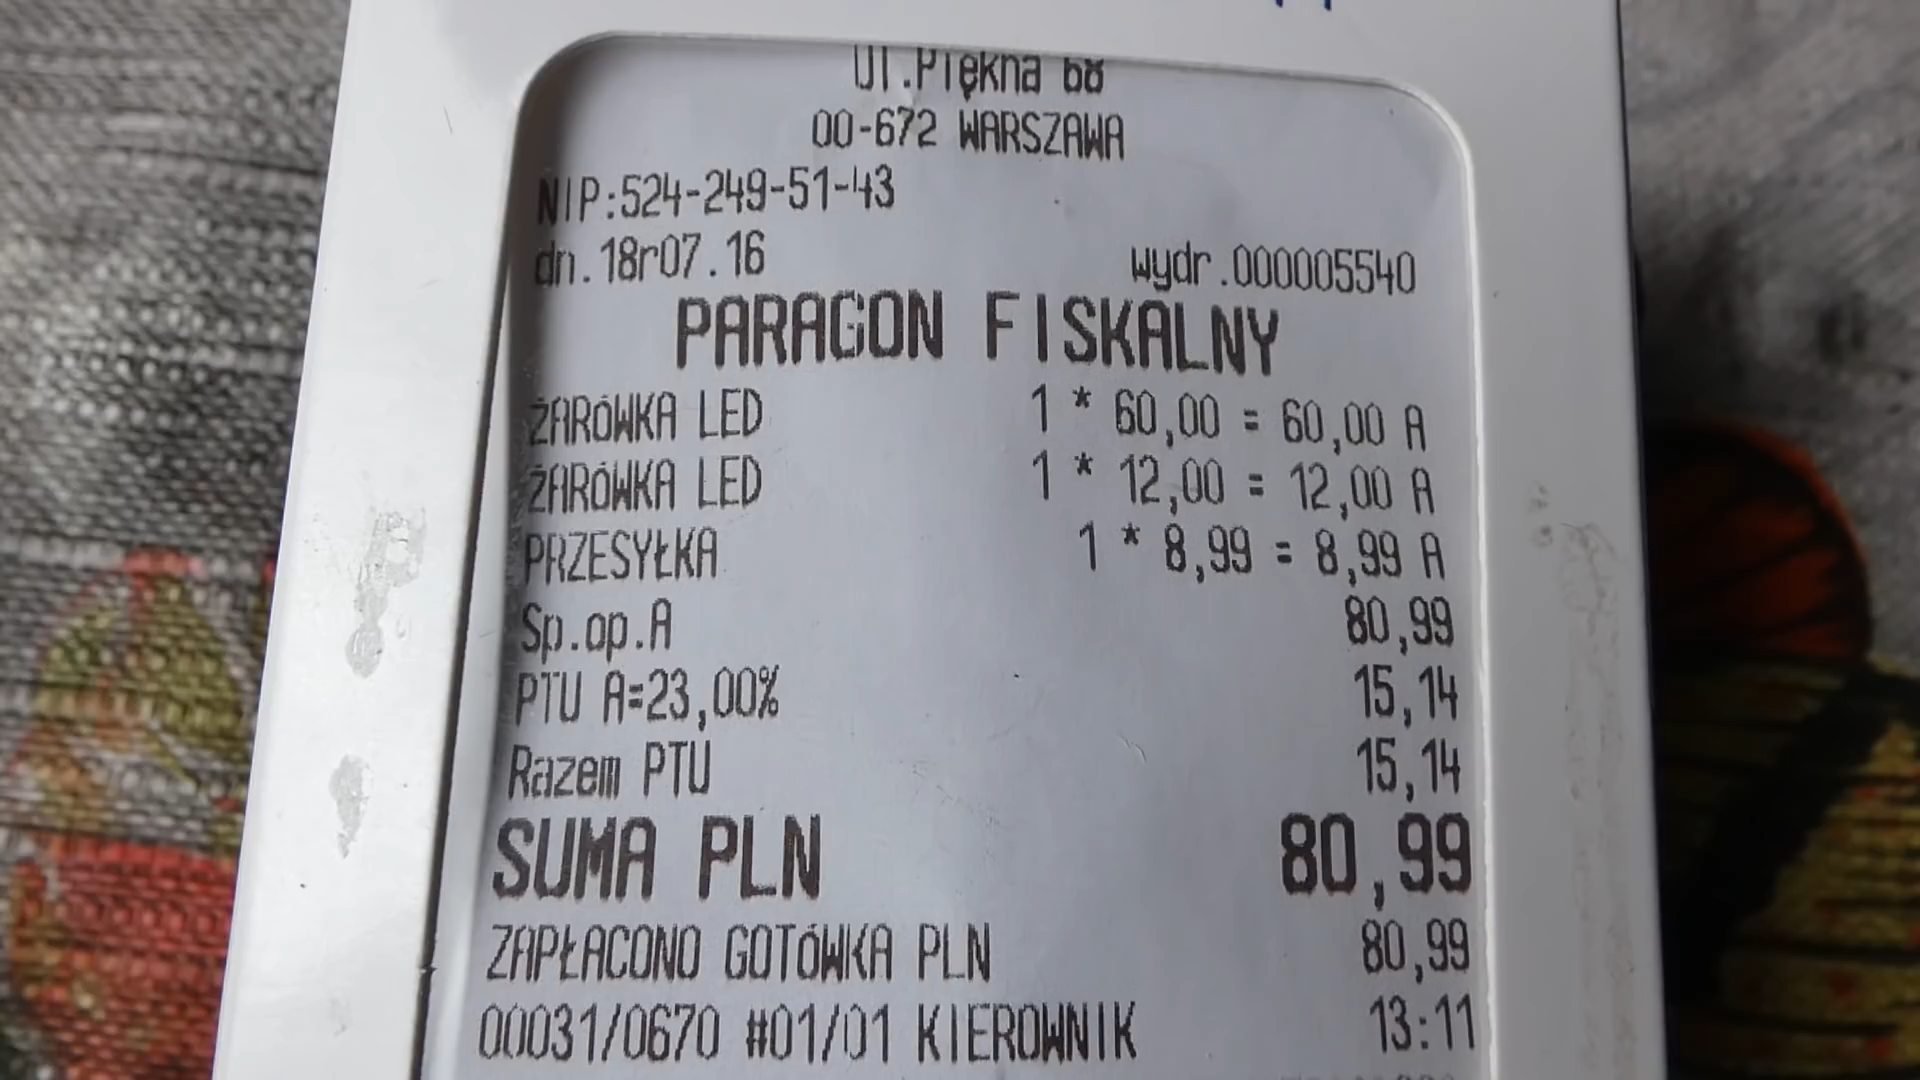 Ul.Piękna 68
00-672 WARSZAWA
NIP:524-249-51-43
dn.18r07.16 wydr.000005540
PARAGON FISKALNY
ŻARÓWKA LED 1 * 60,00 = 60,00 A
ŻARÓWKA LED 1 * 12,00 = 12,00 A
PRZESYŁKA 1 * 8,99 = 8,99 A
Sp.op.A 80,99
PTU A=23,00% 15,14
Razem PTU 15,14
SUMA PLN 80,99
ZAPŁACONO GOTÓWKA PLN 80,99
00031/0670 #01/01 KIEROWNIK 13:11